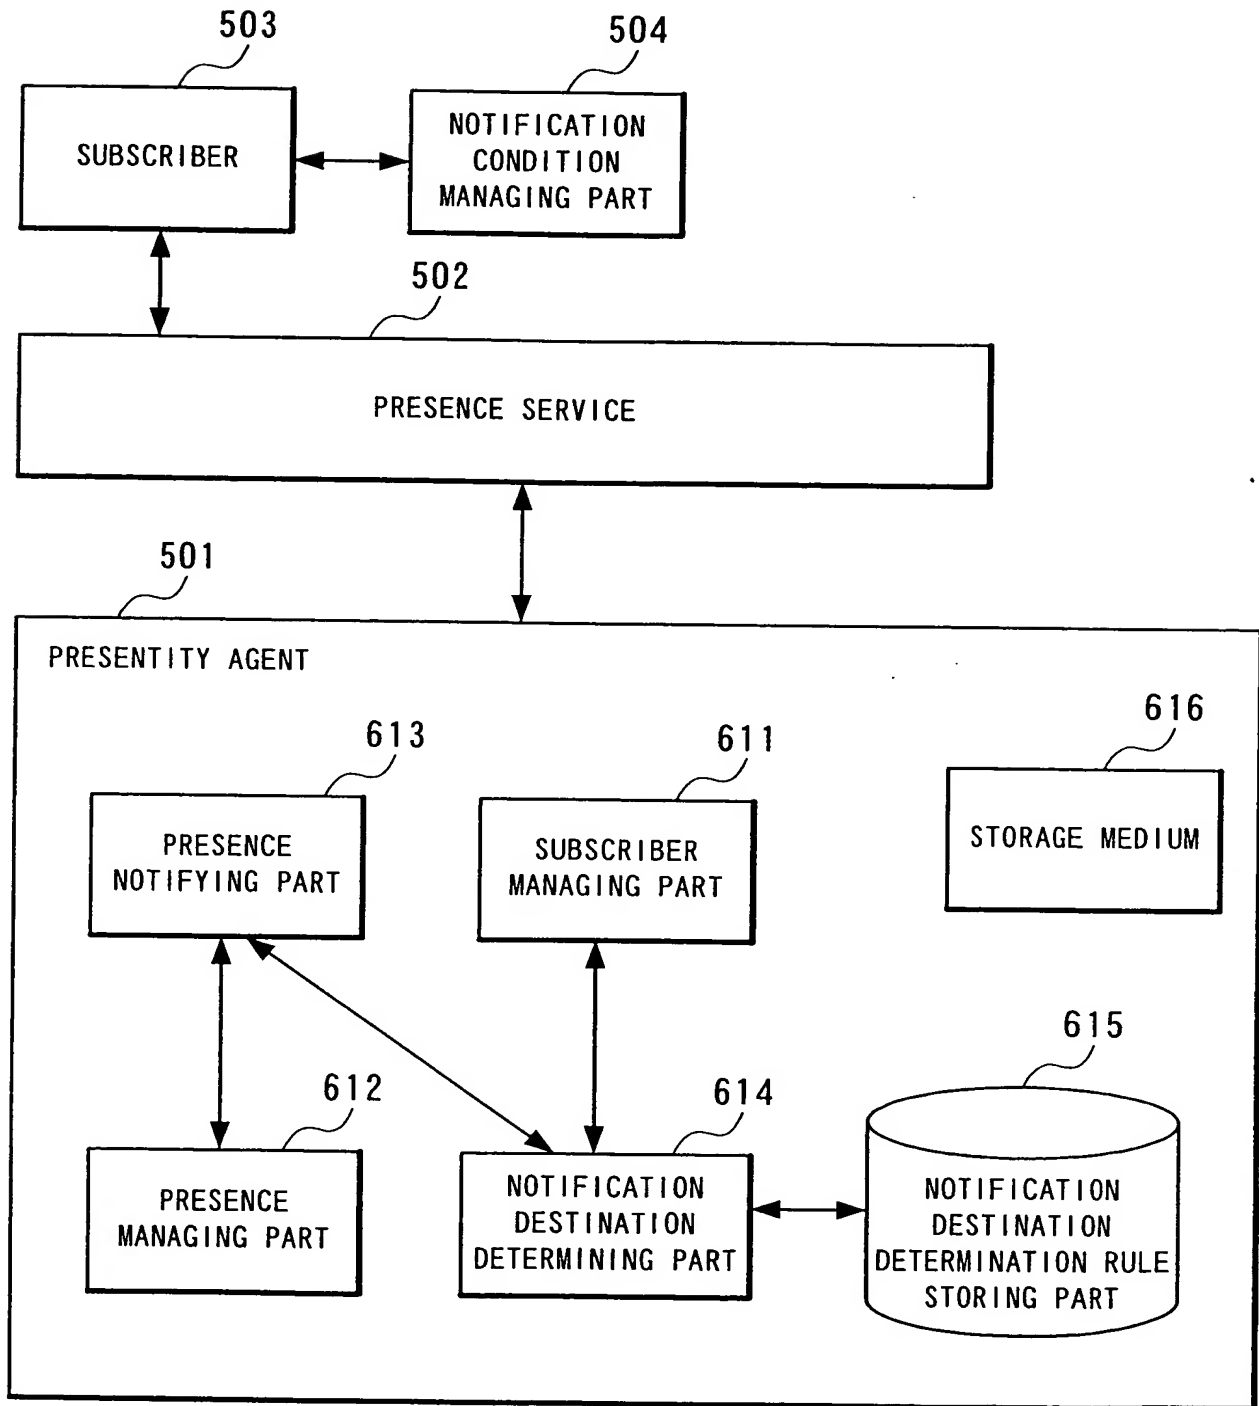 503
504
SUBSCRIBER
NOTIFICATION
CONDITION
MANAGING PART
502
PRESENCE SERVICE
501
PRESENTITY AGENT
613
611
616
PRESENCE
NOTIFYING PART
SUBSCRIBER
MANAGING PART
STORAGE MEDIUM
612
614
615
PRESENCE
MANAGING PART
NOTIFICATION
DESTINATION
DETERMINING PART
NOTIFICATION
DESTINATION
DETERMINATION RULE
STORING PART